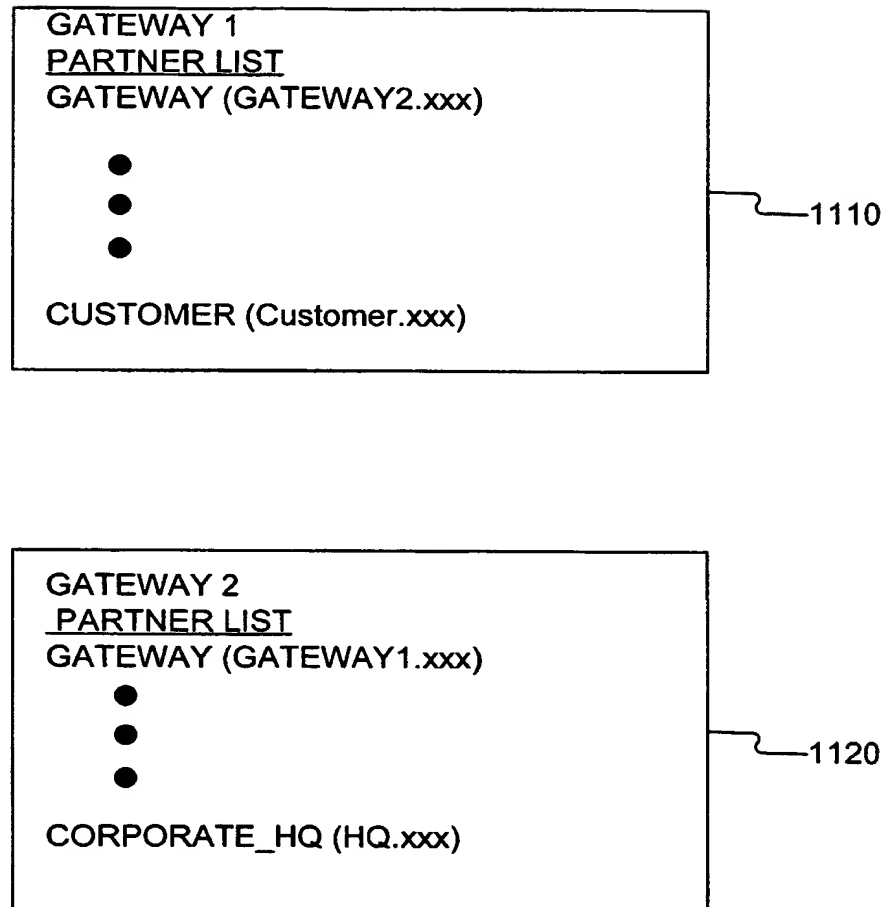 GATEWAY 1
PARTNER LIST
GATEWAY (GATEWAY2.xxx)
CUSTOMER (Customer.xxx)
1110
GATEWAY 2
PARTNER LIST
GATEWAY (GATEWAY1.xxx)
CORPORATE_HQ (HQ.xxx)
1120